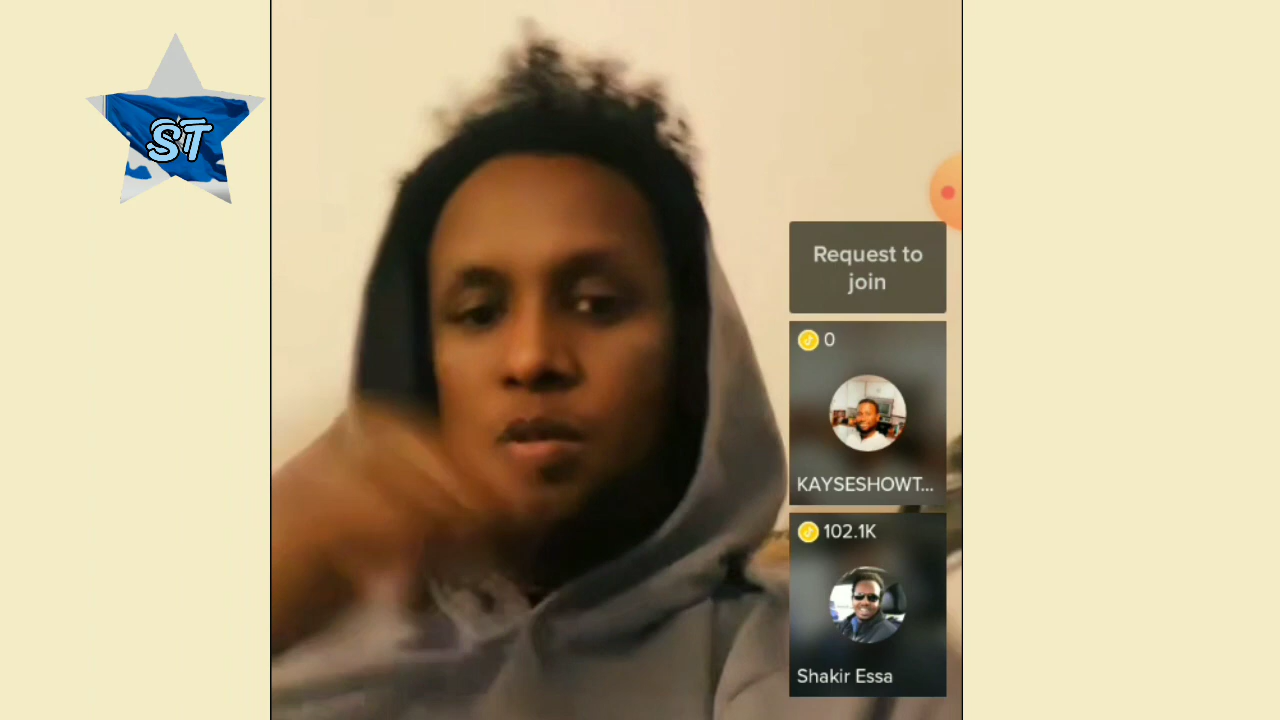 ST
Request to
join
0
KAYSESHOWT...
102.1K
Shakir Essa